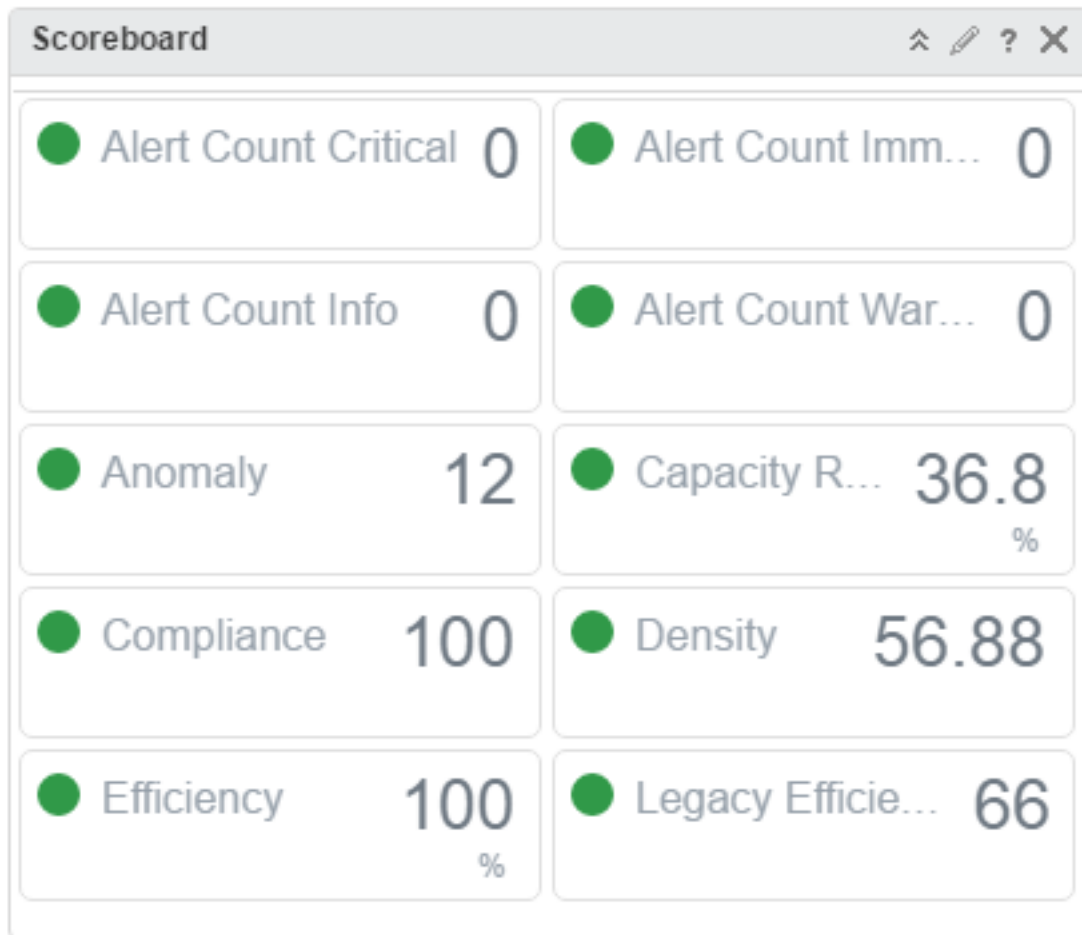 Scoreboard ?
Alert Count Critical 0
Alert Count Imm... 0
Alert Count Info 0
Alert Count War... 0
Anomaly 12
Capacity R... 36.8
%
Compliance 100
Density 56.88
Efficiency 100
%
Legacy Efficie... 66